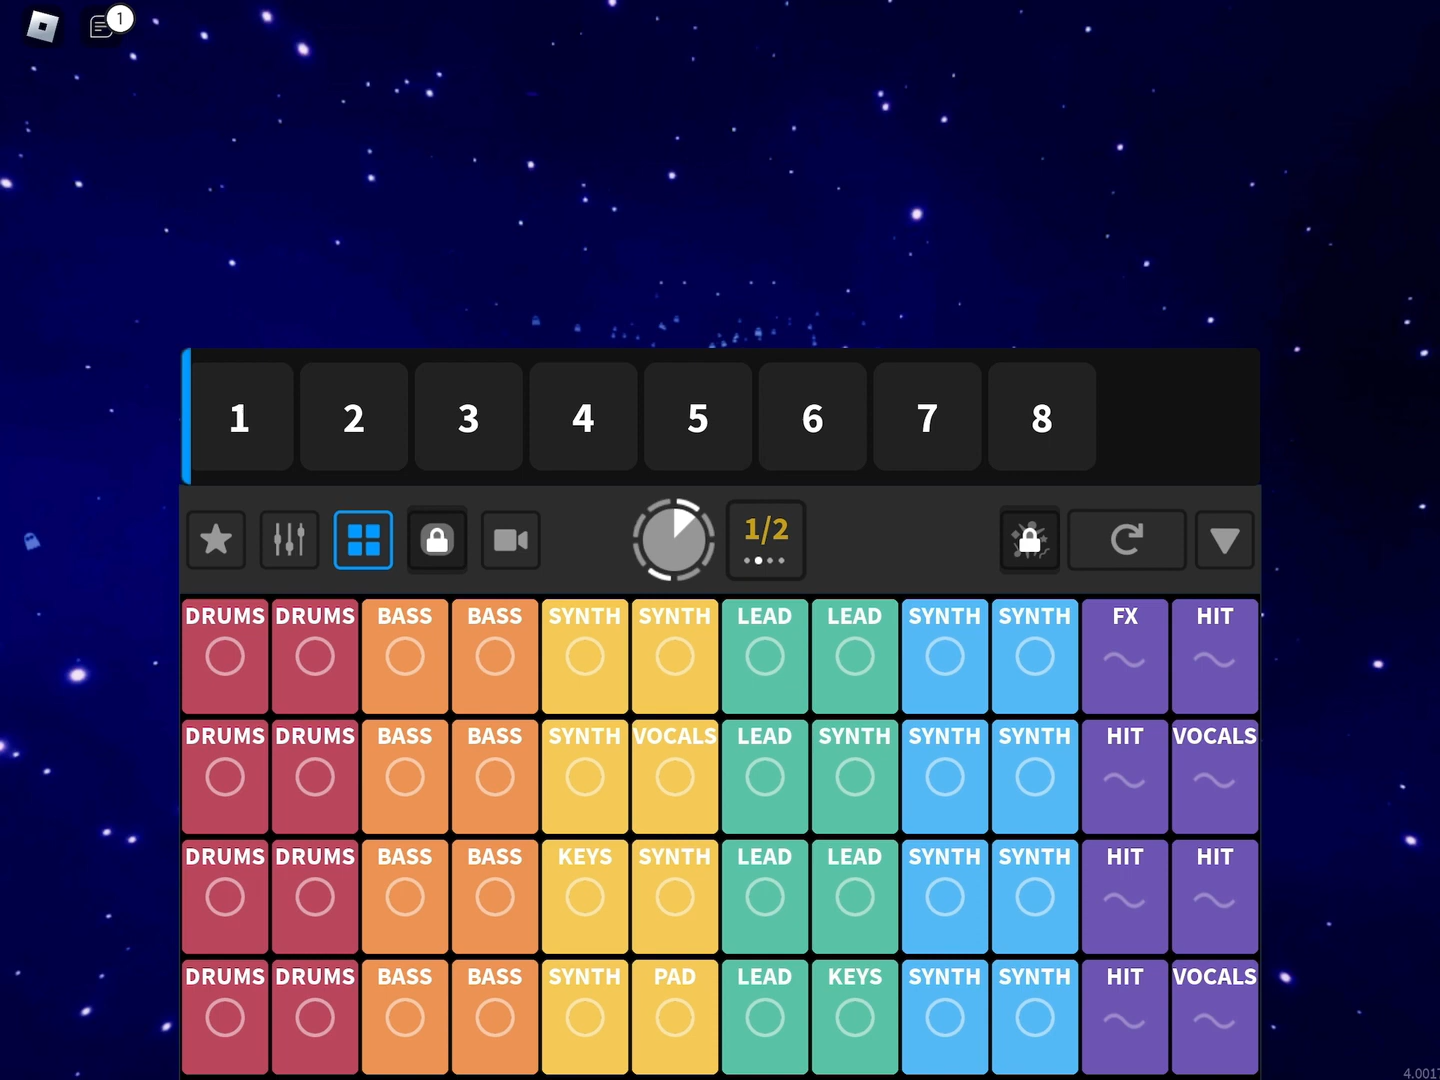 1
1 2 3 4 5 6 7 8
1/2
DRUMS DRUMS BASS BASS SYNTH SYNTH LEAD LEAD SYNTH SYNTH FX HIT
DRUMS DRUMS BASS BASS SYNTH VOCALS LEAD SYNTH SYNTH SYNTH HIT VOCALS
DRUMS DRUMS BASS BASS KEYS SYNTH LEAD LEAD SYNTH SYNTH HIT HIT
DRUMS DRUMS BASS BASS SYNTH PAD LEAD KEYS SYNTH SYNTH HIT VOCALS
4.0017